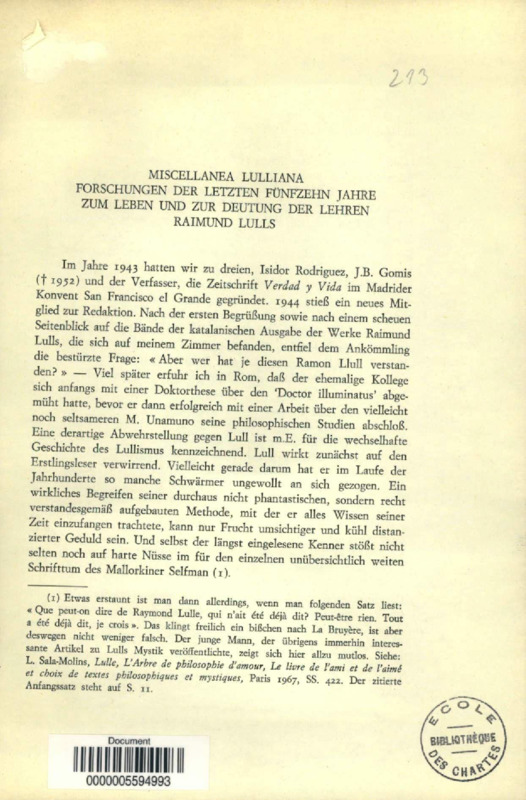 213
MISCELLANEA LULLIANA
FORSCHUNGEN DER LETZTEN FÜNFZEHN JAHRE
ZUM LEBEN UND ZUR DEUTUNG DER LEHREN
RAIMUND LULLS
Im Jahre 1943 hatten wir zu dreien, Isidor Rodriguez, J.B. Gomis
(† 1952) und der Verfasser, die Zeitschrift Verdad y Vida im Madrider
Konvent San Francisco el Grande gegründet. 1944 stieß ein neues Mit-
glied zur Redaktion. Nach der ersten Begrüßung sowie nach einem scheuen
Seitenblick auf die Bände der katalanischen Ausgabe der Werke Raimund
Lulls, die sich auf meinem Zimmer befanden, entfiel dem Ankömmling
die bestürzte Frage: « Aber wer hat je diesen Ramon Llull verstan-
den? » — Viel später erfuhr ich in Rom, daß der ehemalige Kollege
sich anfangs mit einer Doktorthese über den 'Doctor illuminatus' abge-
müht hatte, bevor er dann erfolgreich mit einer Arbeit über den vielleicht
noch seltsameren M. Unamuno seine philosophischen Studien abschloß.
Eine derartige Abwehrstellung gegen Lull ist m.E. für die wechselhafte
Geschichte des Lullismus kennzeichnend. Lull wirkt zunächst auf den
Erstlingsleser verwirrend. Vielleicht gerade darum hat er im Laufe der
Jahrhunderte so manche Schwärmer ungewollt an sich gezogen. Ein
wirkliches Begreifen seiner durchaus nicht phantastischen, sondern recht
verstandesgemäß aufgebauten Methode, mit der er alles Wissen seiner
Zeit einzufangen trachtete, kann nur Frucht umsichtiger und kühl distan-
zierter Geduld sein. Und selbst der längst eingelesene Kenner stößt nicht
selten noch auf harte Nüsse im für den einzelnen unübersichtlich weiten
Schrifttum des Mallorkiner Selfman (1).
(1) Etwas erstaunt ist man dann allerdings, wenn man folgenden Satz liest:
« Que peut-on dire de Raymond Lulle, qui n'ait été déjà dit? Peut-être rien. Tout
a été déjà dit, je crois ». Das klingt freilich ein bißchen nach La Bruyère, ist aber
deswegen nicht weniger falsch. Der junge Mann, der übrigens immerhin interes-
sante Artikel zu Lulls Mystik veröffentlichte, zeigt sich hier allzu mutlos. Siehe:
L. Sala-Molins, Lulle, L'Arbre de philosophie d'amour, Le livre de l'ami et de l'aimé
et choix de textes philosophiques et mystiques, Paris 1967, SS. 422. Der zitierte
Anfangssatz steht auf S. 11.
ECOLE
BIBLIOTHÈQUE
DES CHARTES
Document
0000005594993